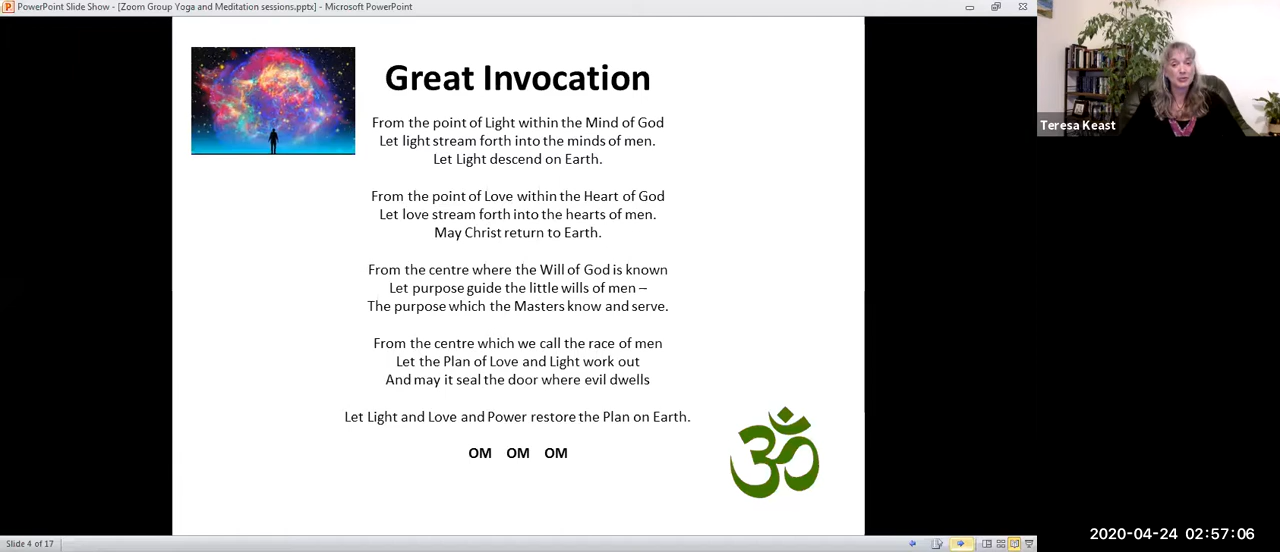 PowerPoint Slide Show - [Zoom Group Yoga and Meditation sessions.pptx] - Microsoft PowerPoint
Great Invocation
From the point of Light within the Mind of God
Let light stream forth into the minds of men.
Let Light descend on Earth.
From the point of Love within the Heart of God
Let love stream forth into the hearts of men.
May Christ return to Earth.
From the centre where the Will of God is known
Let purpose guide the little wills of men –
The purpose which the Masters know and serve.
From the centre which we call the race of men
Let the Plan of Love and Light work out
And may it seal the door where evil dwells
Let Light and Love and Power restore the Plan on Earth.
OM OM OM
ॐ
Teresa Keast
Slide 4 of 17
2020-04-24 02:57:06